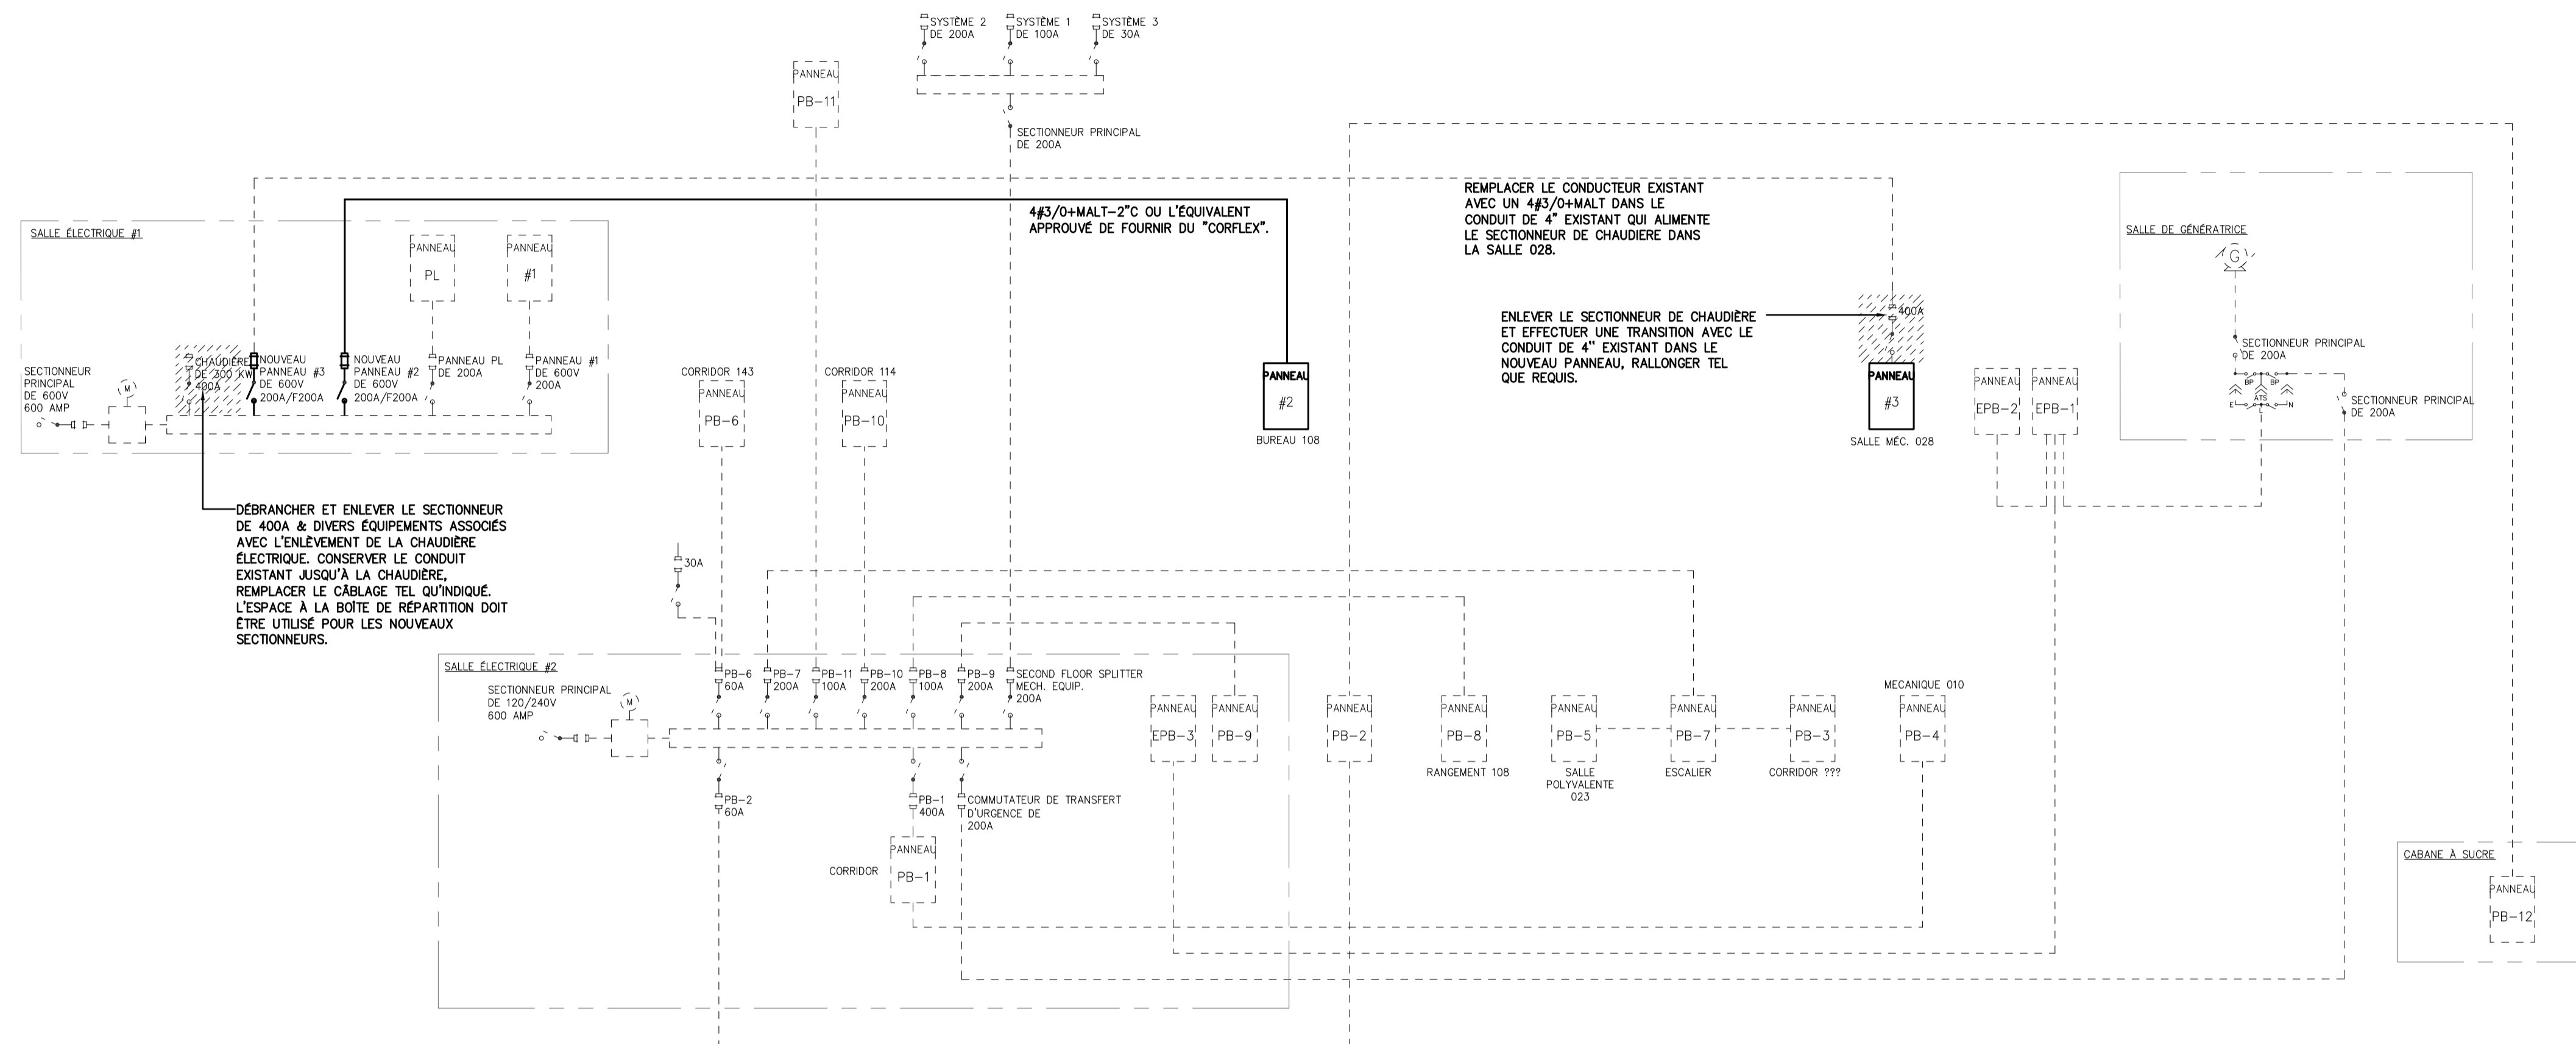 SYSTÈME 2
DE 200A
SYSTÈME 1
DE 100A
SYSTÈME 3
DE 30A
PANNEAU
PB-11
SECTIONNEUR PRINCIPAL
DE 200A
4#3/0+MALT-2"C OU L'ÉQUIVALENT
APPROUVÉ DE FOURNIR DU "CORFLEX".
REMPLACER LE CONDUCTEUR EXISTANT
AVEC UN 4#3/0+MALT DANS LE
CONDUIT DE 4" EXISTANT QUI ALIMENTE
LE SECTIONNEUR DE CHAUDIERE DANS
LA SALLE 028.
SALLE ÉLECTRIQUE #1
PANNEAU
PL
PANNEAU
#1
SECTIONNEUR
PRINCIPAL
DE 600V
600 AMP
M
CHAUDIÈRE
DE 300 KW
400A
NOUVEAU
PANNEAU #3
DE 600V
200A/F200A
NOUVEAU
PANNEAU #2
DE 600V
200A/F200A
PANNEAU PL
DE 200A
PANNEAU #1
DE 600V
200A
ENLEVER LE SECTIONNEUR DE CHAUDIÈRE
ET EFFECTUER UNE TRANSITION AVEC LE
CONDUIT DE 4" EXISTANT DANS LE
NOUVEAU PANNEAU, RALLONGER TEL
QUE REQUIS.
400A
PANNEAU
#2
BUREAU 108
PANNEAU
#3
SALLE MÉC. 028
SALLE DE GÉNÉRATRICE
G
SECTIONNEUR PRINCIPAL
DE 200A
BP
BP
ATS
E
N
L
SECTIONNEUR PRINCIPAL
DE 200A
PANNEAU
EPB-2
PANNEAU
EPB-1
CORRIDOR 143
PANNEAU
PB-6
CORRIDOR 114
PANNEAU
PB-10
DÉBRANCHER ET ENLEVER LE SECTIONNEUR
DE 400A & DIVERS ÉQUIPEMENTS ASSOCIÉS
AVEC L'ENLÈVEMENT DE LA CHAUDIÈRE
ÉLECTRIQUE. CONSERVER LE CONDUIT
EXISTANT JUSQU'À LA CHAUDIÈRE,
REMPLACER LE CÂBLAGE TEL QU'INDIQUÉ.
L'ESPACE À LA BOÎTE DE RÉPARTITION DOIT
ÊTRE UTILISÉ POUR LES NOUVEAUX
SECTIONNEURS.
30A
SALLE ÉLECTRIQUE #2
SECTIONNEUR PRINCIPAL
DE 120/240V
600 AMP
M
PB-6
60A
PB-7
200A
PB-11
100A
PB-10
200A
PB-8
100A
PB-9
200A
SECOND FLOOR SPLITTER
MECH. EQUIP.
200A
PB-2
60A
PB-1
400A
COMMUTATEUR DE TRANSFERT
D'URGENCE DE
200A
CORRIDOR
PANNEAU
PB-1
PANNEAU
EPB-3
PANNEAU
PB-9
PANNEAU
PB-2
PANNEAU
PB-8
RANGEMENT 108
PANNEAU
PB-5
SALLE
POLYVALENTE
023
PANNEAU
PB-7
ESCALIER
PANNEAU
PB-3
CORRIDOR ???
MECANIQUE 010
PANNEAU
PB-4
CABANE À SUCRE
PANNEAU
PB-12